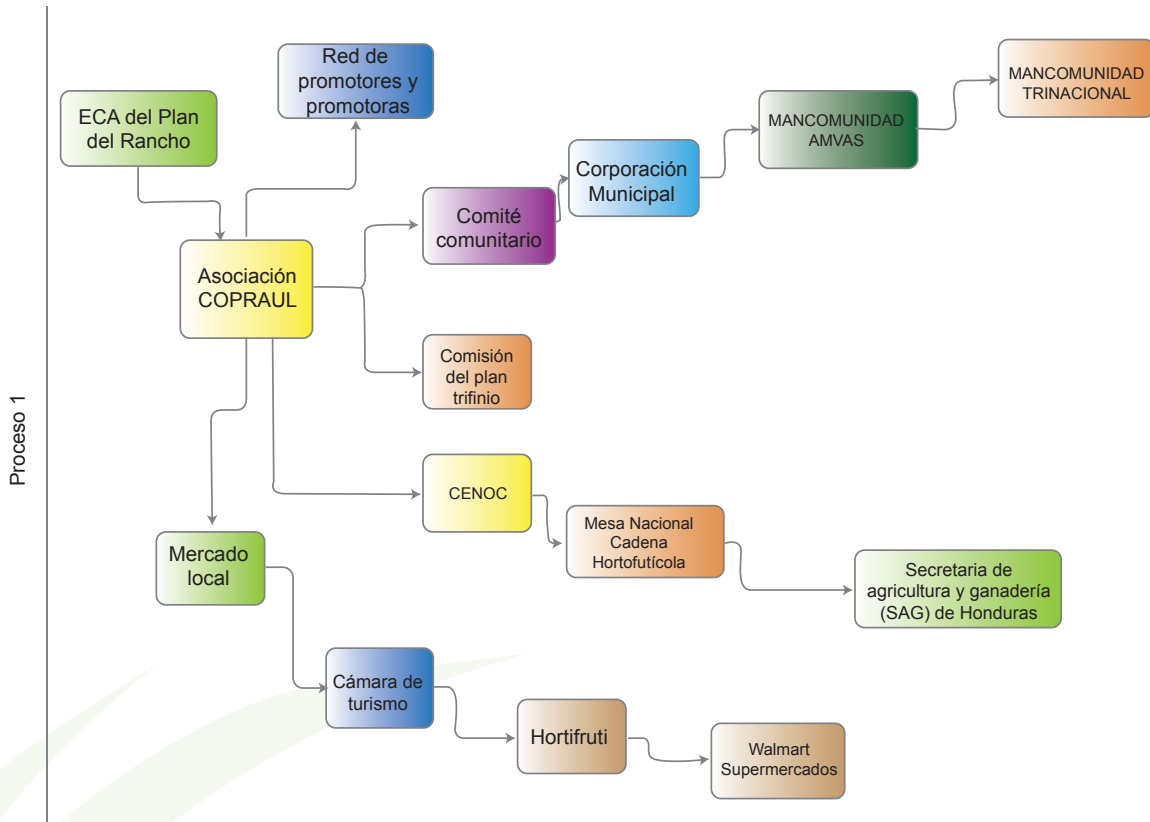 Proceso 1
ECA del Plan
del Rancho
Red de
promotores y
promotoras
Asociación
COPRAUL
Comité
comunitario
Corporación
Municipal
MANCOMUNIDAD
AMVAS
MANCOMUNIDAD
TRINACIONAL
Comisión
del plan
trifinio
CENOC
Mesa Nacional
Cadena
Hortofutícola
Secretaria de
agricultura y ganadería
(SAG) de Honduras
Mercado
local
Cámara de
turismo
Hortifruti
Walmart
Supermercados